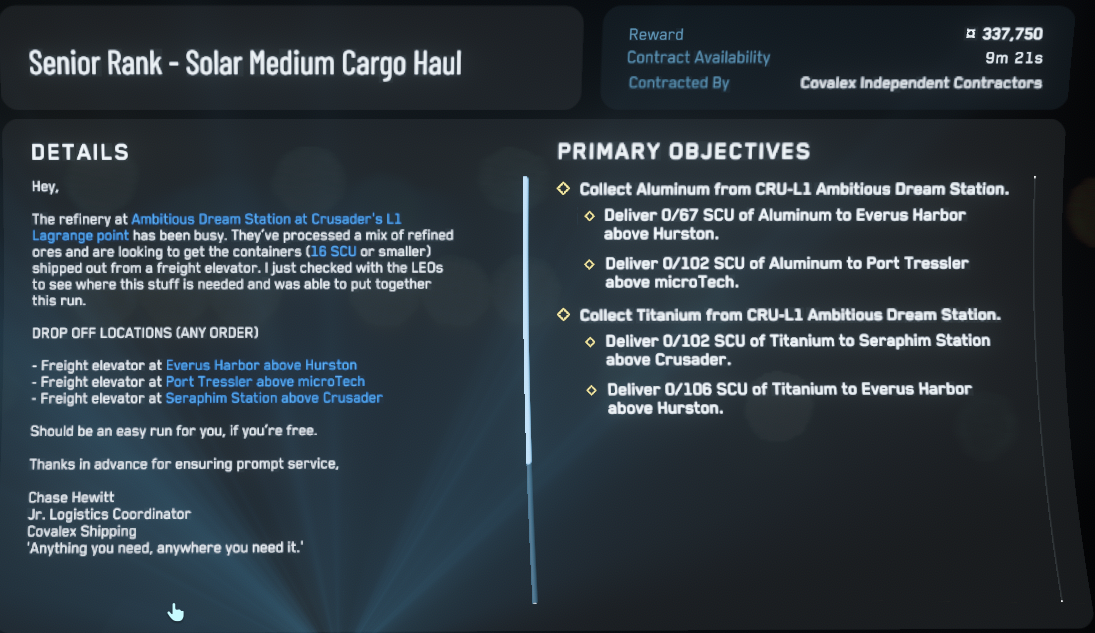 Senior Rank - Solar Medium Cargo Haul
Reward
¤ 337,750
Contract Availability
9m 21s
Contracted By
Covalex Independent Contractors
DETAILS
Hey,
The refinery at Ambitious Dream Station at Crusader's L1
Lagrange point has been busy. They've processed a mix of refined
ores and are looking to get the containers (16 SCU or smaller)
shipped out from a freight elevator. I just checked with the LEOs
to see where this stuff is needed and was able to put together
this run.
DROP OFF LOCATIONS (ANY ORDER)
- Freight elevator at Everus Harbor above Hurston
- Freight elevator at Port Tressler above microTech
- Freight elevator at Seraphim Station above Crusader
Should be an easy run for you, if you're free.
Thanks in advance for ensuring prompt service,
Chase Hewitt
Jr. Logistics Coordinator
Covalex Shipping
'Anything you need, anywhere you need it.'
PRIMARY OBJECTIVES
Collect Aluminum from CRU-L1 Ambitious Dream Station.
Deliver 0/67 SCU of Aluminum to Everus Harbor
above Hurston.
Deliver 0/102 SCU of Aluminum to Port Tressler
above microTech.
Collect Titanium from CRU-L1 Ambitious Dream Station.
Deliver 0/102 SCU of Titanium to Seraphim Station
above Crusader.
Deliver 0/106 SCU of Titanium to Everus Harbor
above Hurston.